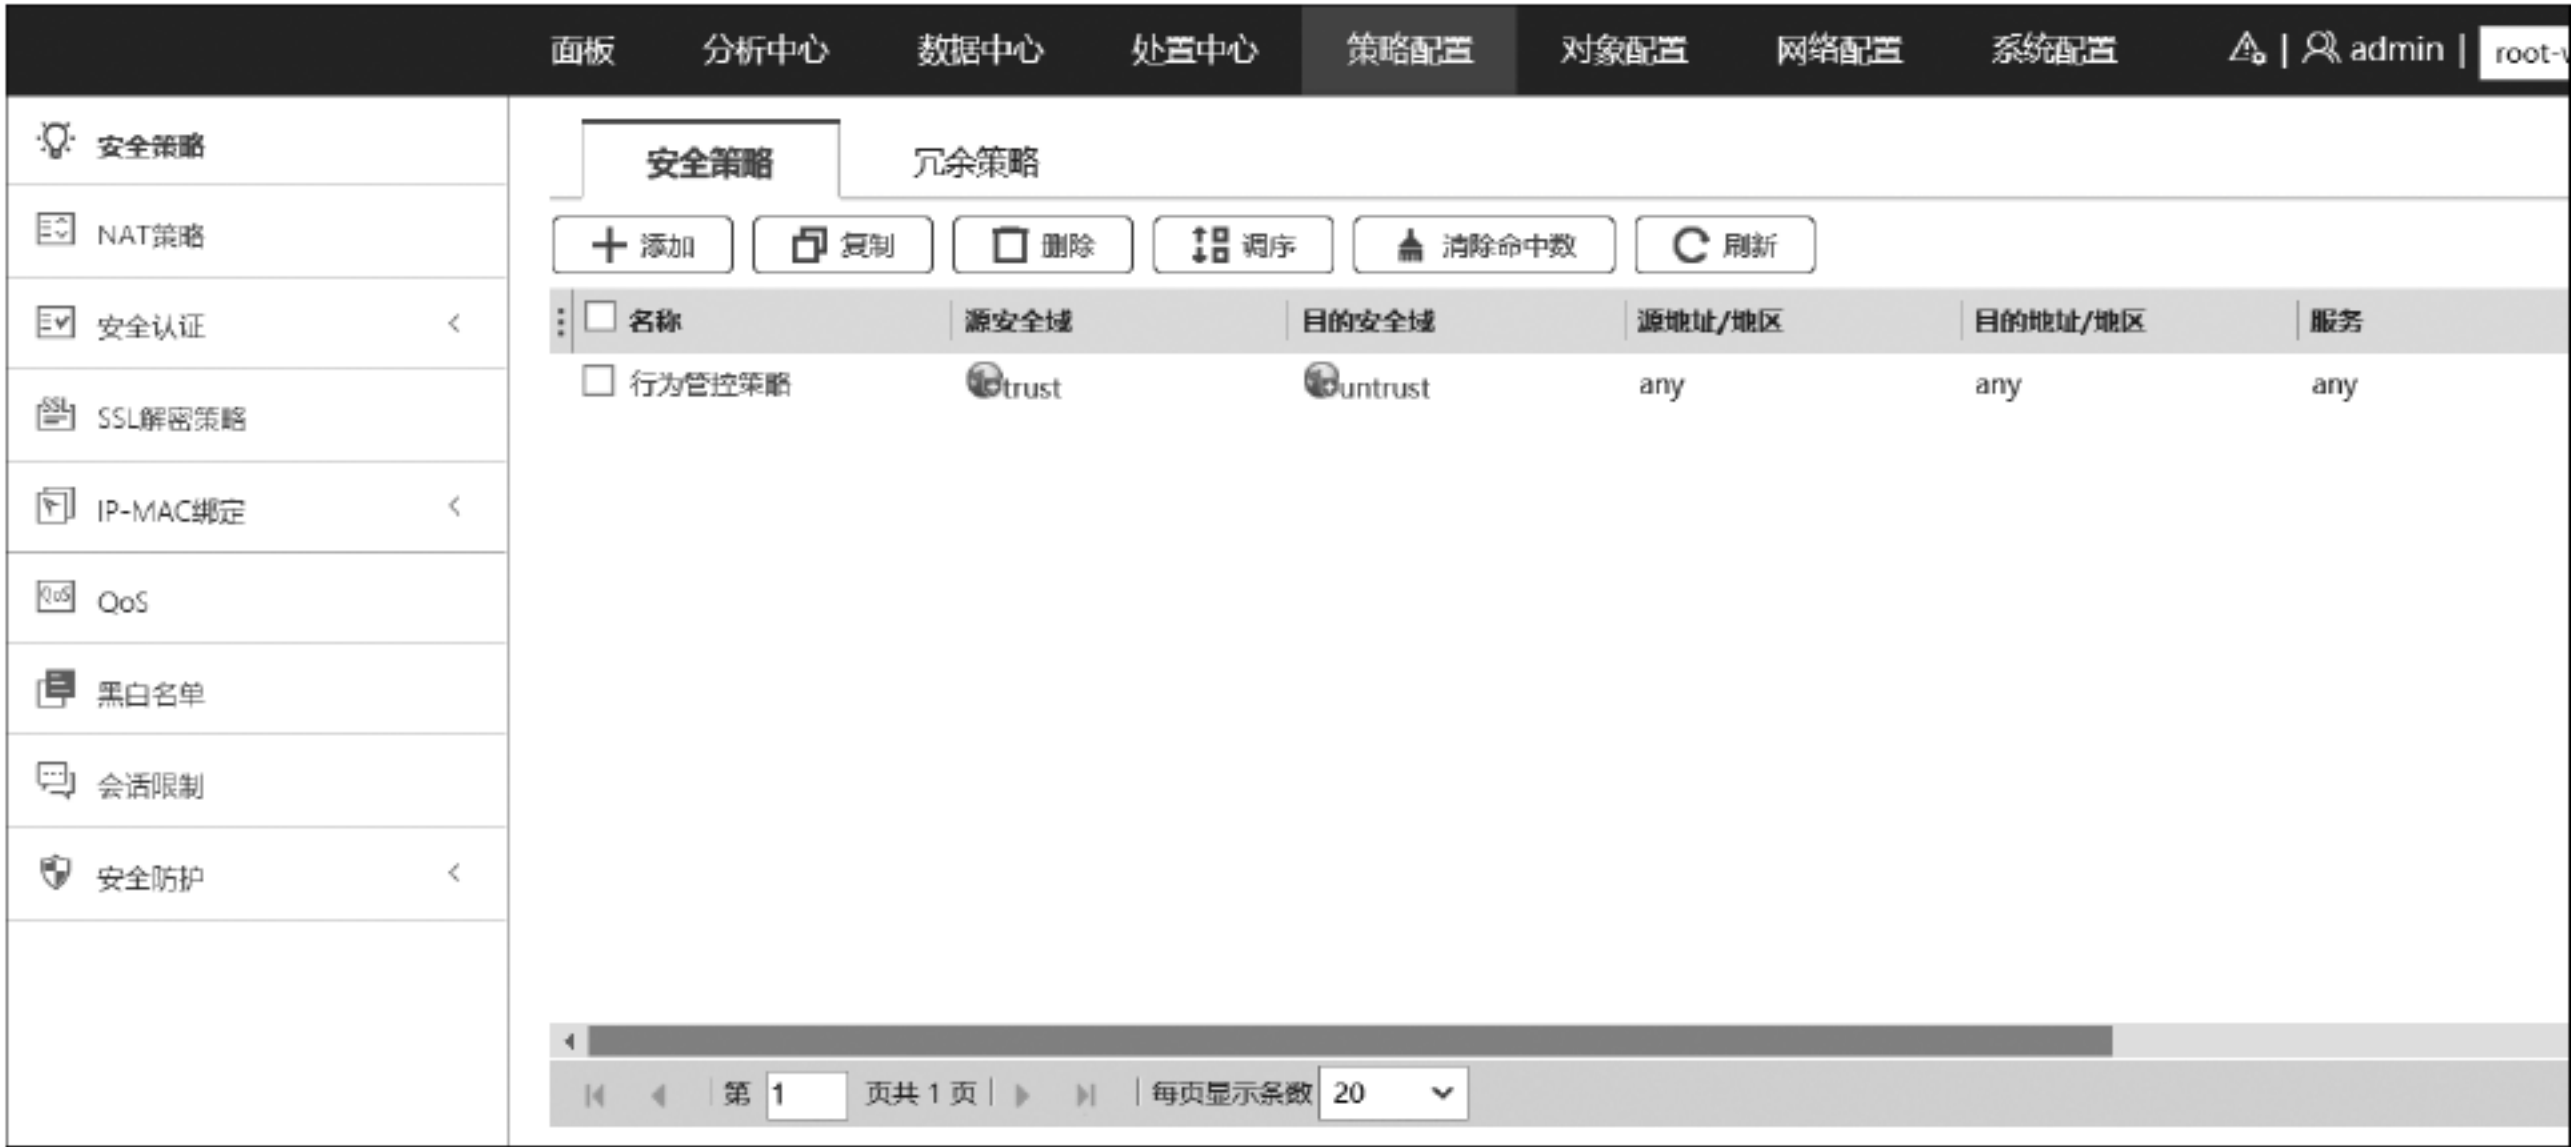 面板 分析中心 数据中心 处置中心 策略配置 对象配置 网络配置 系统配置 | admin | root-v
安全策略
NAT策略
安全认证
SSL解密策略
IP-MAC绑定
QoS
黑白名单
会话限制
安全防护
安全策略 冗余策略
添加 复制 删除 调序 清除命中数 刷新
名称 源安全域 目的安全域 源地址/地区 目的地址/地区 服务
行为管控策略 trust untrust any any any
第 1 页共 1 页 每页显示条数 20